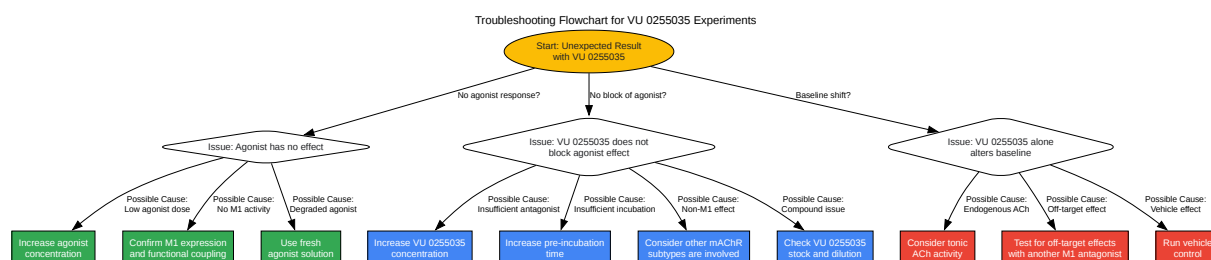 Troubleshooting Flowchart for VU 0255035 Experiments
Start: Unexpected Result
with VU 0255035
No agonist response?
No block of agonist?
Baseline shift?
Issue: Agonist has no effect
Issue: VU 0255035 does not
block agonist effect
Issue: VU 0255035 alone
alters baseline
Possible Cause:
Low agonist dose
Possible Cause:
No M1 activity
Possible Cause:
Degraded agonist
Possible Cause:
Insufficient antagonist
Possible Cause:
Insufficient incubation
Possible Cause:
Non-M1 effect
Possible Cause:
Compound issue
Possible Cause:
Endogenous ACh
Possible Cause:
Off-target effect
Possible Cause:
Vehicle effect
Increase agonist
concentration
Confirm M1 expression
and functional coupling
Use fresh
agonist solution
Increase VU 0255035
concentration
Increase pre-incubation
time
Consider other mAChR
subtypes are involved
Check VU 0255035
stock and dilution
Consider tonic
ACh activity
Test for off-target effects
with another M1 antagonist
Run vehicle
control